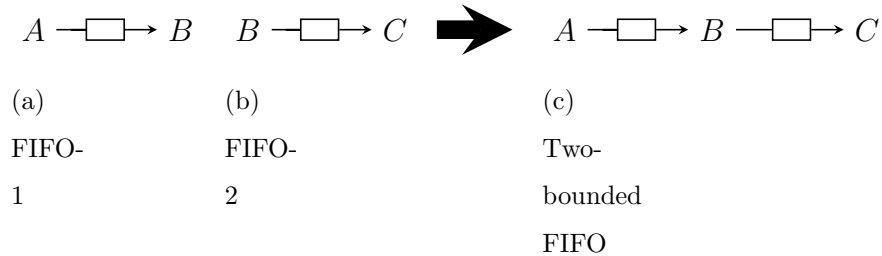 A B B C A B C
(a) (b) (c)
FIFO- FIFO- Two-
1 2 bounded
FIFO